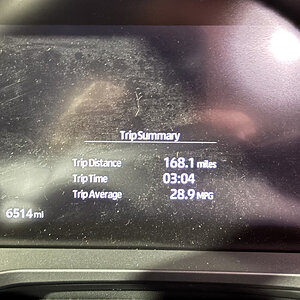 Trip Summary
Trip Distance 168.1 miles
Trip Time 03:04
Trip Average 28.9 MPG
6514 mi